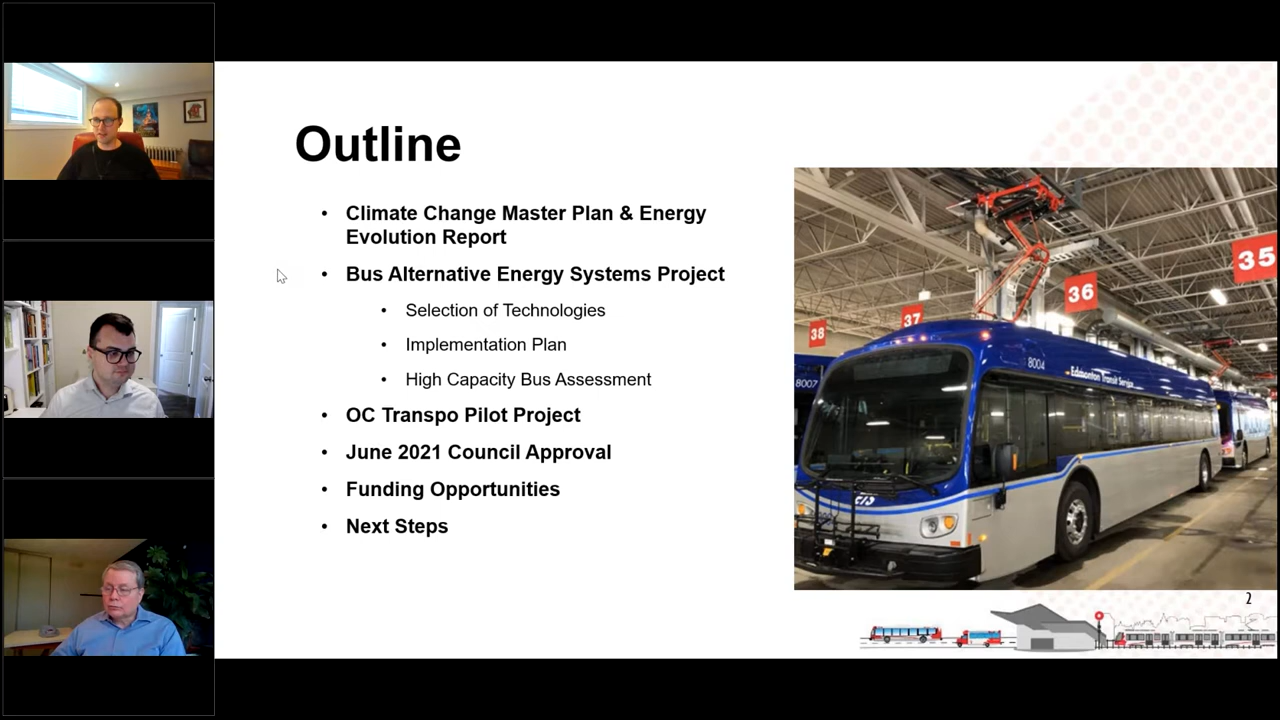 Outline
• Climate Change Master Plan & Energy
Evolution Report
• Bus Alternative Energy Systems Project
• Selection of Technologies
• Implementation Plan
• High Capacity Bus Assessment
• OC Transpo Pilot Project
• June 2021 Council Approval
• Funding Opportunities
• Next Steps
35
36
37
38
8004
Edmonton Transit Service
8007
2